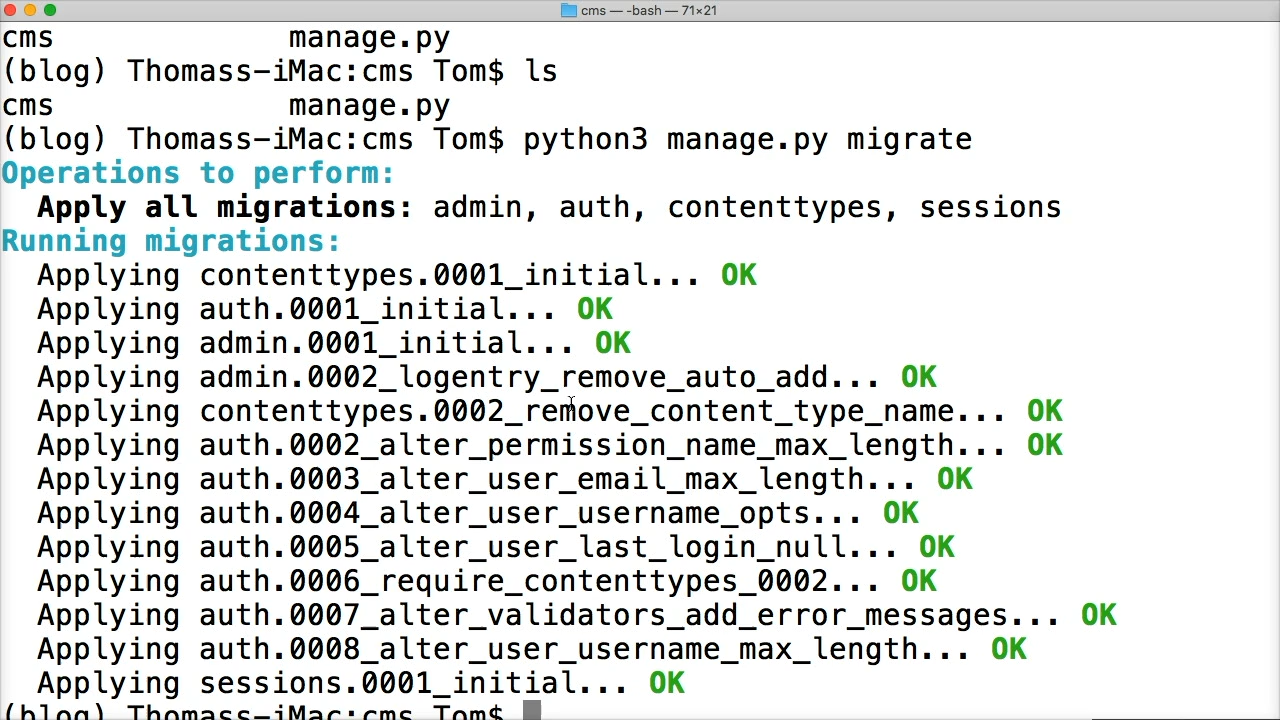 cms — -bash — 71×21
cms             manage.py
(blog) Thomass-iMac:cms Tom$ ls
cms             manage.py
(blog) Thomass-iMac:cms Tom$ python3 manage.py migrate
Operations to perform:
  Apply all migrations: admin, auth, contenttypes, sessions
Running migrations:
  Applying contenttypes.0001_initial... OK
  Applying auth.0001_initial... OK
  Applying admin.0001_initial... OK
  Applying admin.0002_logentry_remove_auto_add... OK
  Applying contenttypes.0002_remove_content_type_name... OK
  Applying auth.0002_alter_permission_name_max_length... OK
  Applying auth.0003_alter_user_email_max_length... OK
  Applying auth.0004_alter_user_username_opts... OK
  Applying auth.0005_alter_user_last_login_null... OK
  Applying auth.0006_require_contenttypes_0002... OK
  Applying auth.0007_alter_validators_add_error_messages... OK
  Applying auth.0008_alter_user_username_max_length... OK
  Applying sessions.0001_initial... OK
(blog) Thomass-iMac:cms Tom$